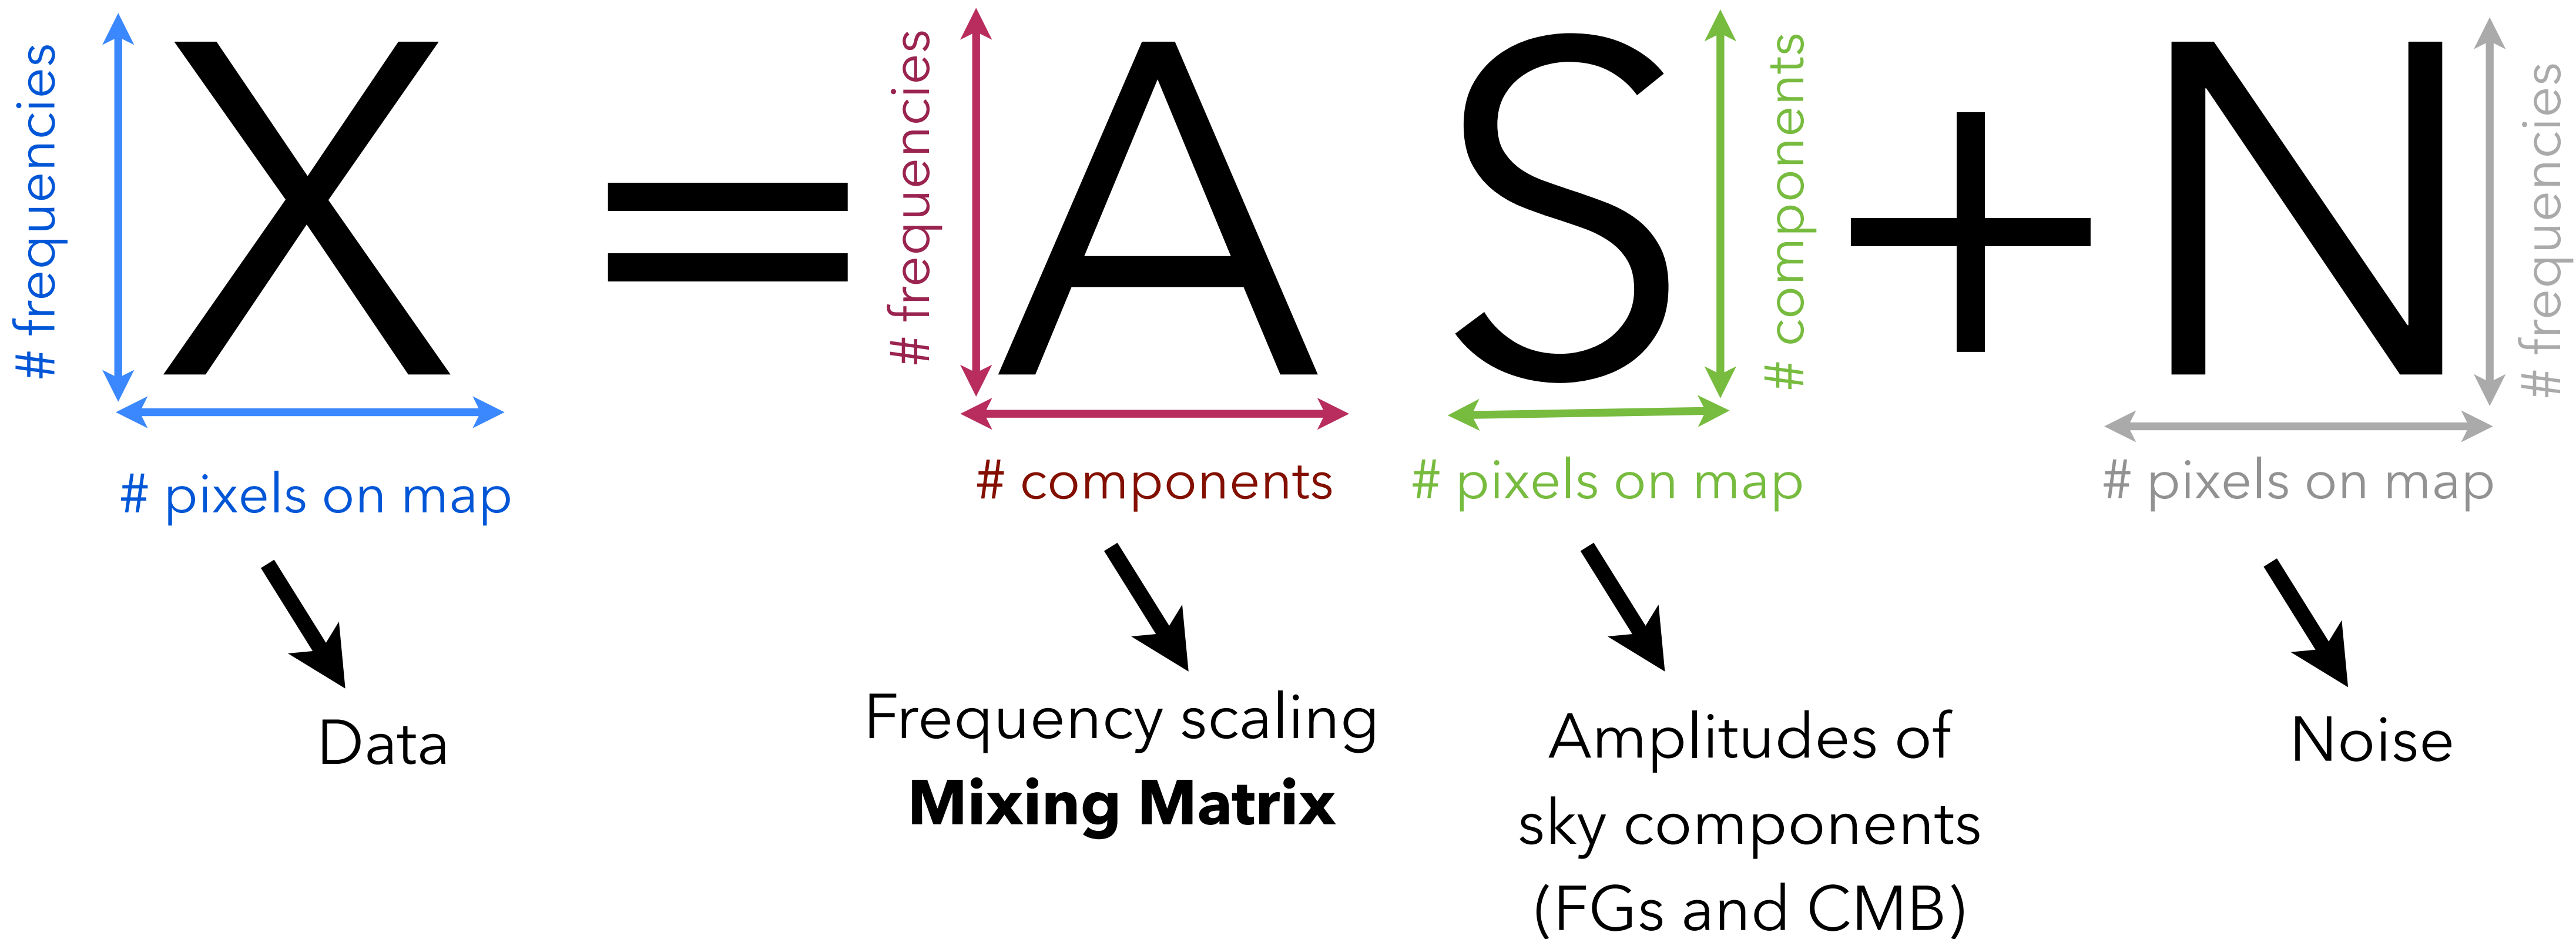 # frequencies
X
=
# frequencies
A
S
# components
+
N
# frequencies
# pixels on map
# components
# pixels on map
# pixels on map
Data
Frequency scaling
Mixing Matrix
Amplitudes of
sky components
(FGs and CMB)
Noise